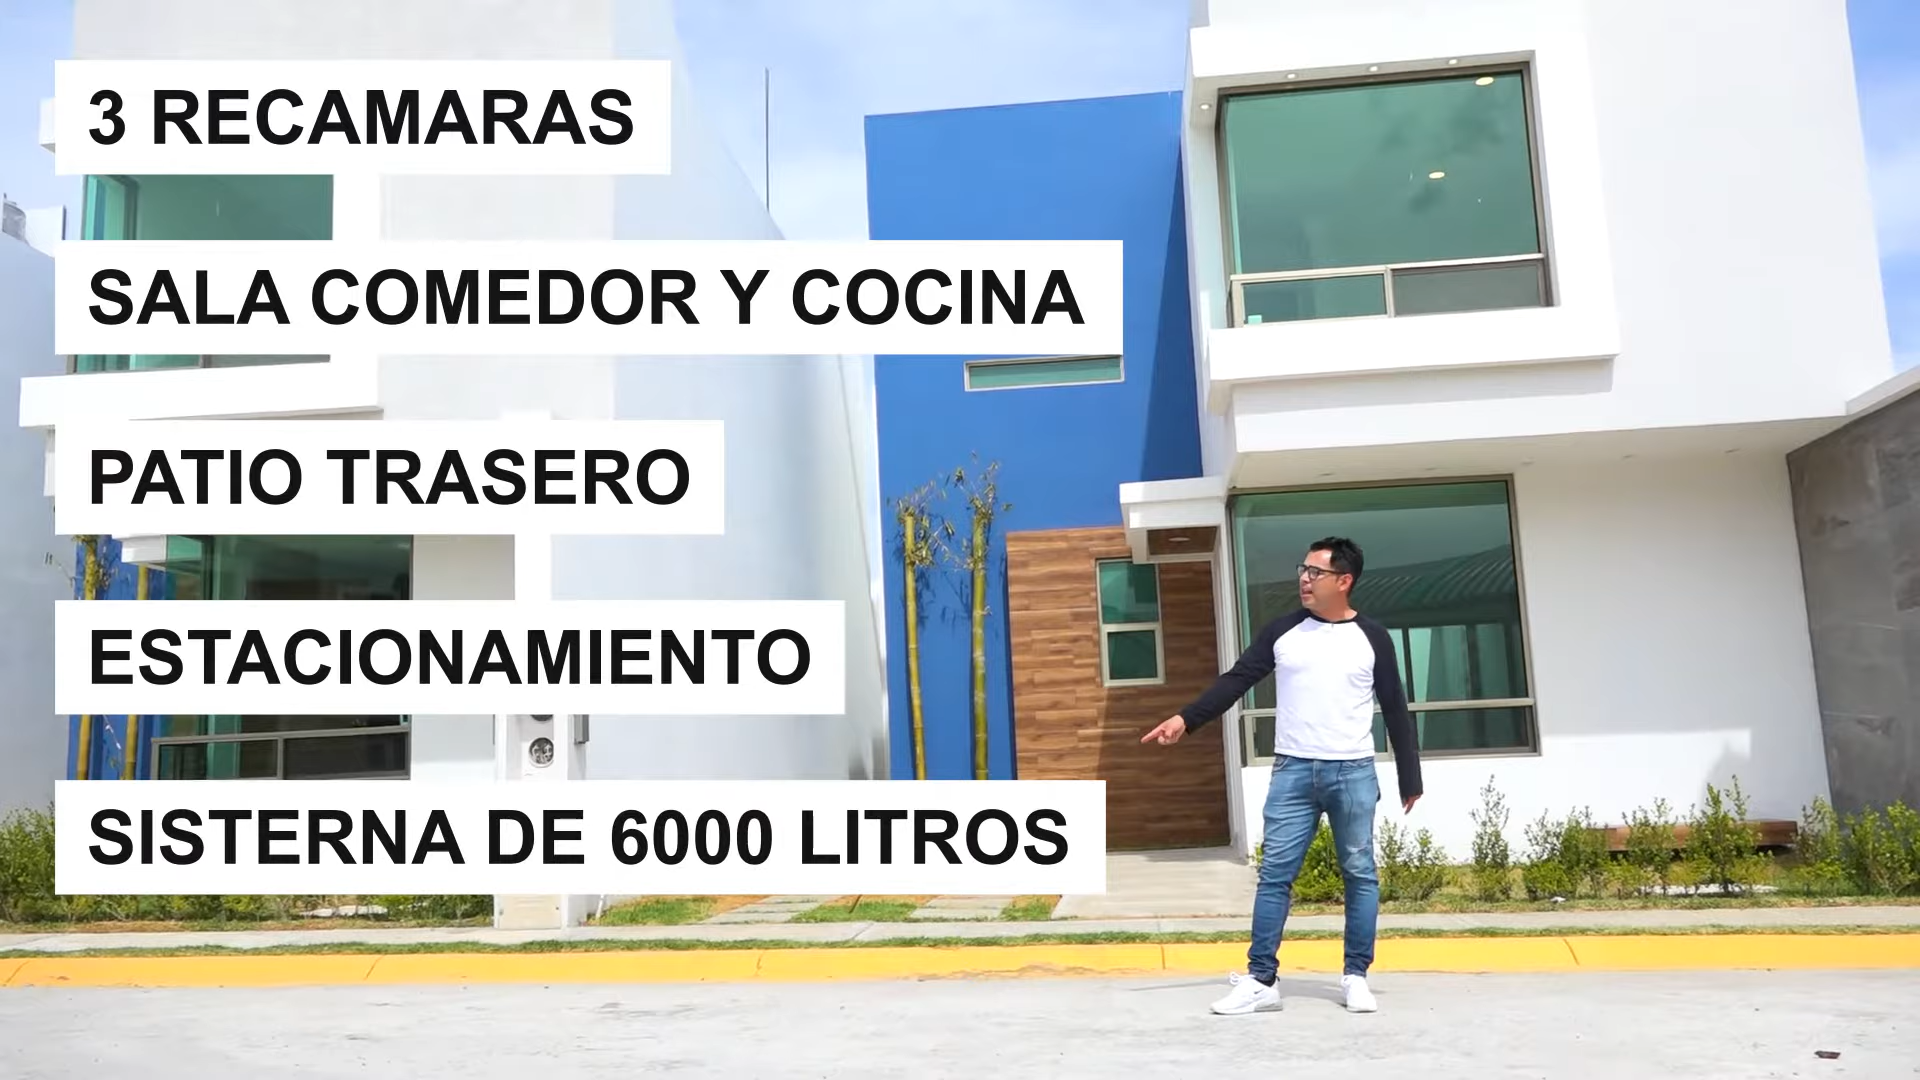 3 RECAMARAS
SALA COMEDOR Y COCINA
PATIO TRASERO
ESTACIONAMIENTO
SISTERNA DE 6000 LITROS